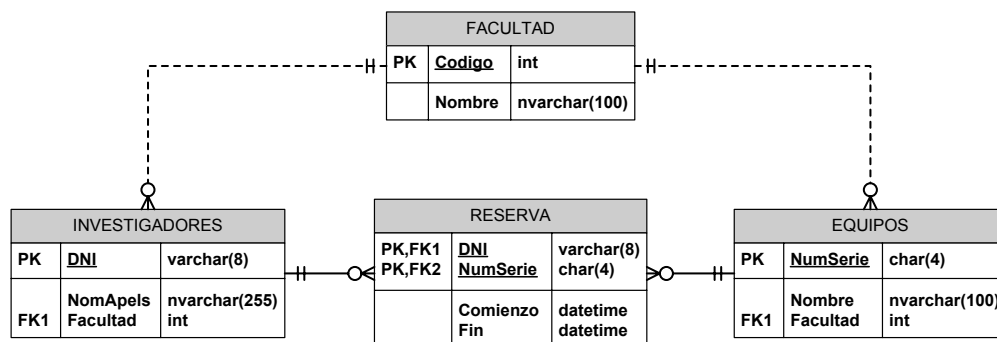 FACULTAD
PK Codigo int
Nombre nvarchar(100)
INVESTIGADORES
PK DNI varchar(8)
NomApels nvarchar(255)
FK1 Facultad int
RESERVA
PK,FK1 DNI varchar(8)
PK,FK2 NumSerie char(4)
Comienzo datetime
Fin datetime
EQUIPOS
PK NumSerie char(4)
Nombre nvarchar(100)
FK1 Facultad int